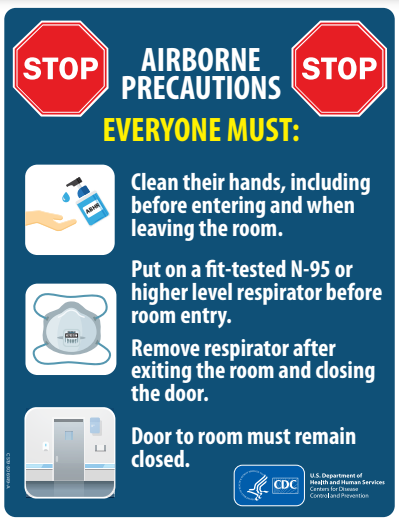 STOP
AIRBORNE
PRECAUTIONS
STOP
EVERYONE MUST:
ABHR
Clean their hands, including
before entering and when
leaving the room.
Put on a fit-tested N-95 or
higher level respirator before
room entry.
Remove respirator after
exiting the room and closing
the door.
Door to room must remain
closed.
CDC
U.S. Department of
Health and Human Services
Centers for Disease
Control and Prevention